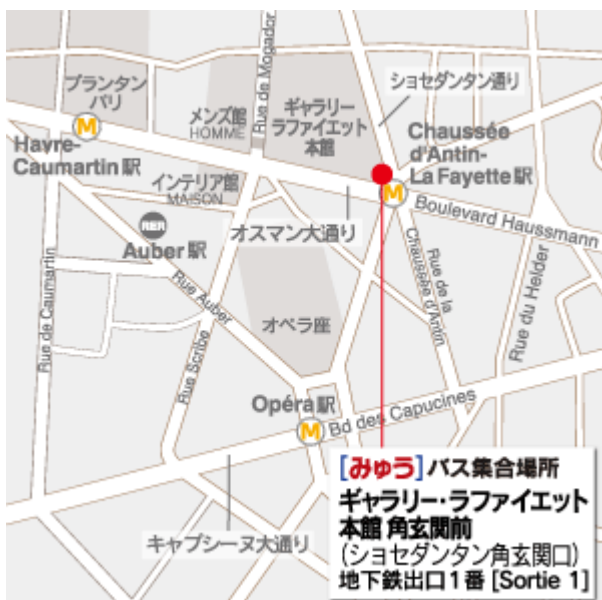 プランタン
パリ
M
Havre-
Caumartin駅
メンズ館
HOMME
Rue de Mogador
ギャラリー
ラファイエット
本館
ショセダンタン通り
Chaussée
d'Antin-
La Fayette駅
M
インテリア館
MAISON
オスマン大通り
Boulevard Haussmann
RER
Auber駅
Rue Auber
Rue de Caumartin
Rue Scribe
オペラ座
Rue de la
Chaussée d'Antin
Rue du Helder
Opéra駅
M
Bd des Capucines
キャプシーヌ大通り
[みゅう]バス集合場所
ギャラリー・ラファイエット
本館 角玄関前
(ショセダンタン角玄関口)
地下鉄出口1番 [Sortie 1]